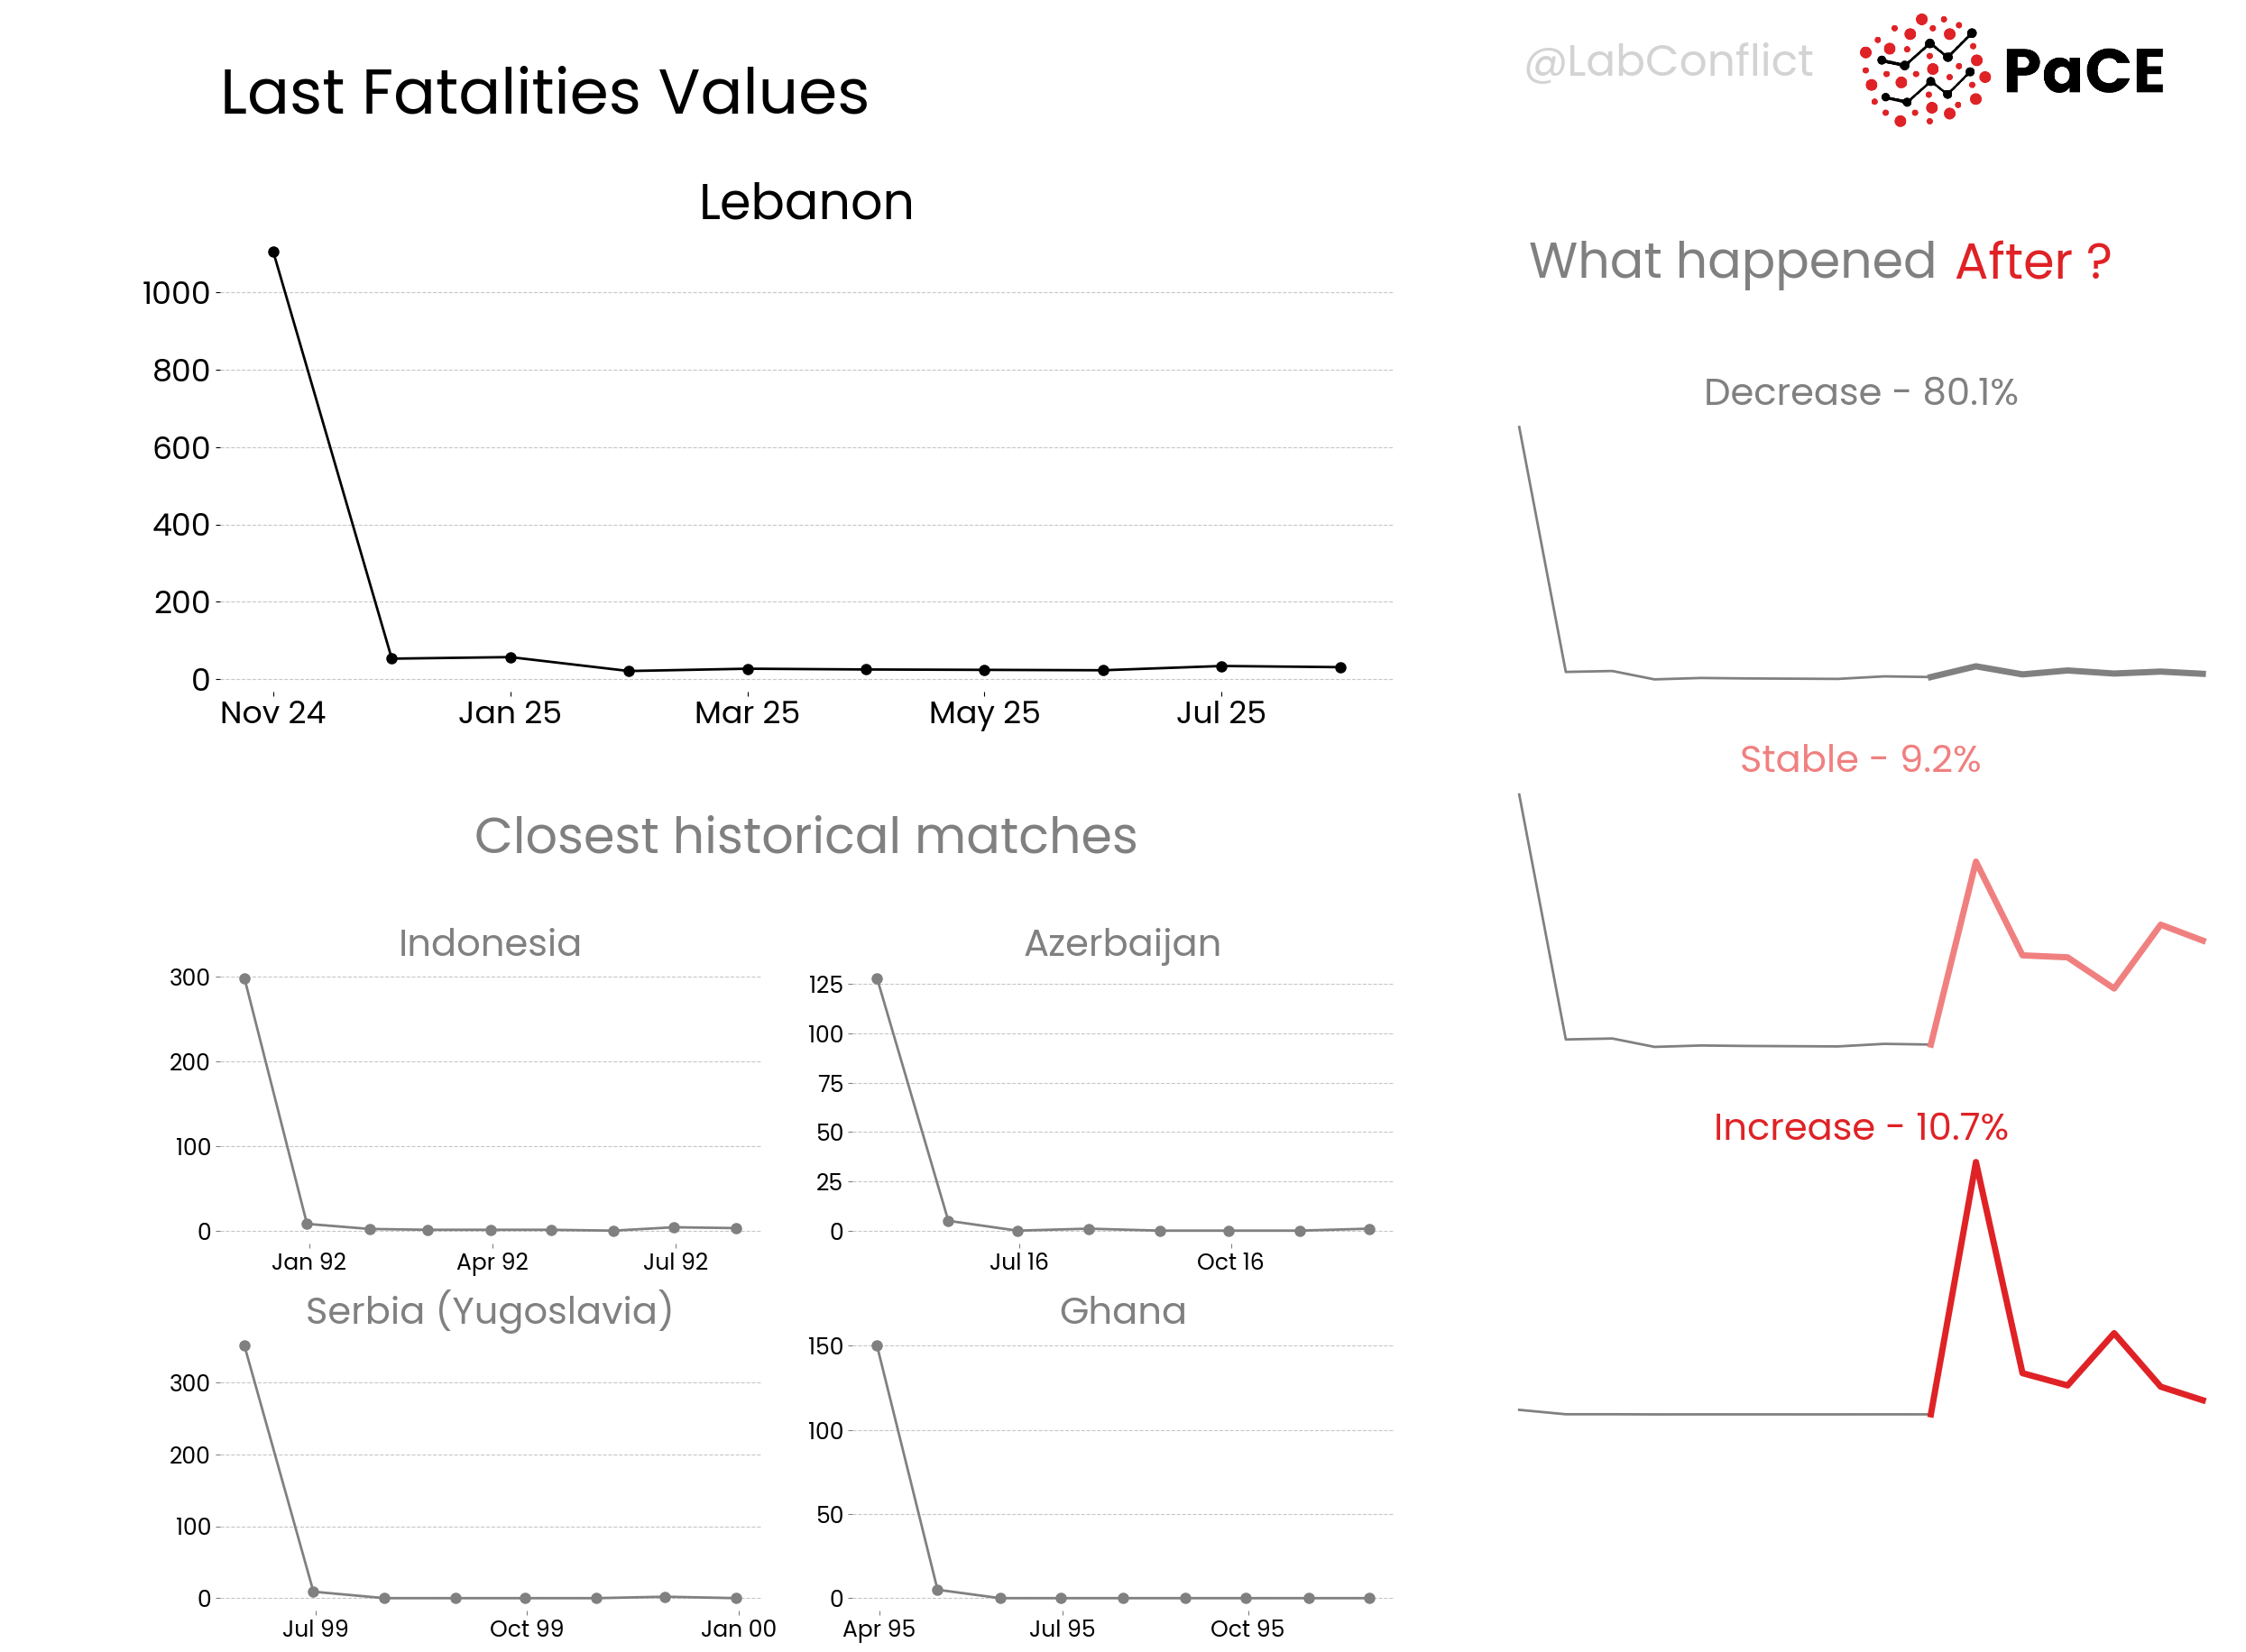 @LabConflict
PaCE
Last Fatalities Values
Lebanon
1000
800
600
400
200
0
Nov 24 Jan 25 Mar 25 May 25 Jul 25
What happened After ?
Decrease - 80.1%
Stable - 9.2%
Increase - 10.7%
Closest historical matches
Indonesia
300
200
100
0
Jan 92 Apr 92 Jul 92
Azerbaijan
125
100
75
50
25
0
Jul 16 Oct 16
Serbia (Yugoslavia)
300
200
100
0
Jul 99 Oct 99 Jan 00
Ghana
150
100
50
0
Apr 95 Jul 95 Oct 95